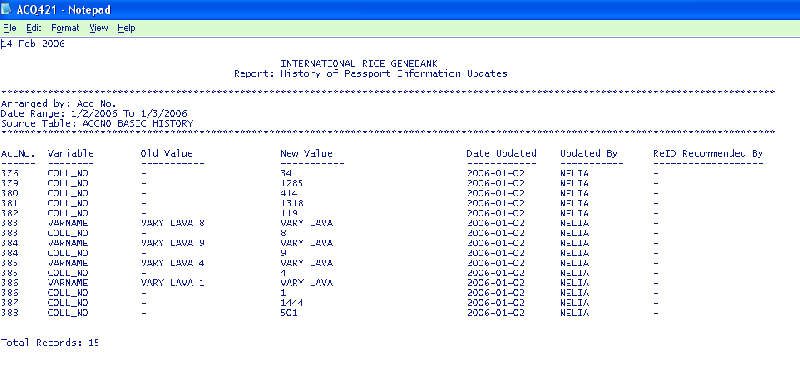 ACQ421 - Notepad
File Edit Format View Help
14 Feb 2006
INTERNATIONAL RICE GENEBANK
Report: History of Passport Information Updates
Arranged by: Acc No.
Date Range: 1/2/2006 To 1/3/2006
Source Table: ACCNO BASIC HISTORY
Acc_No. Variable Old Value New Value Date Updated Updated By ReID Recommended By
378 COLL_NO - 34 2006-01-02 NELIA -
379 COLL_NO - 1285 2006-01-02 NELIA -
380 COLL_NO - 414 2006-01-02 NELIA -
381 COLL_NO - 1318 2006-01-02 NELIA -
382 COLL_NO - 119 2006-01-02 NELIA -
383 VARNAME VARY LAVA 8 VARY LAVA 2006-01-02 NELIA -
383 COLL_NO - 8 2006-01-02 NELIA -
384 VARNAME VARY LAVA 9 VARY LAVA 2006-01-02 NELIA -
384 COLL_NO - 9 2006-01-02 NELIA -
385 VARNAME VARY LAVA 4 VARY LAVA 2006-01-02 NELIA -
385 COLL_NO - 4 2006-01-02 NELIA -
386 VARNAME VARY LAVA 1 VARY LAVA 2006-01-02 NELIA -
386 COLL_NO - 1 2006-01-02 NELIA -
387 COLL_NO - 1444 2006-01-02 NELIA -
388 COLL_NO - 501 2006-01-02 NELIA -
Total Records: 15